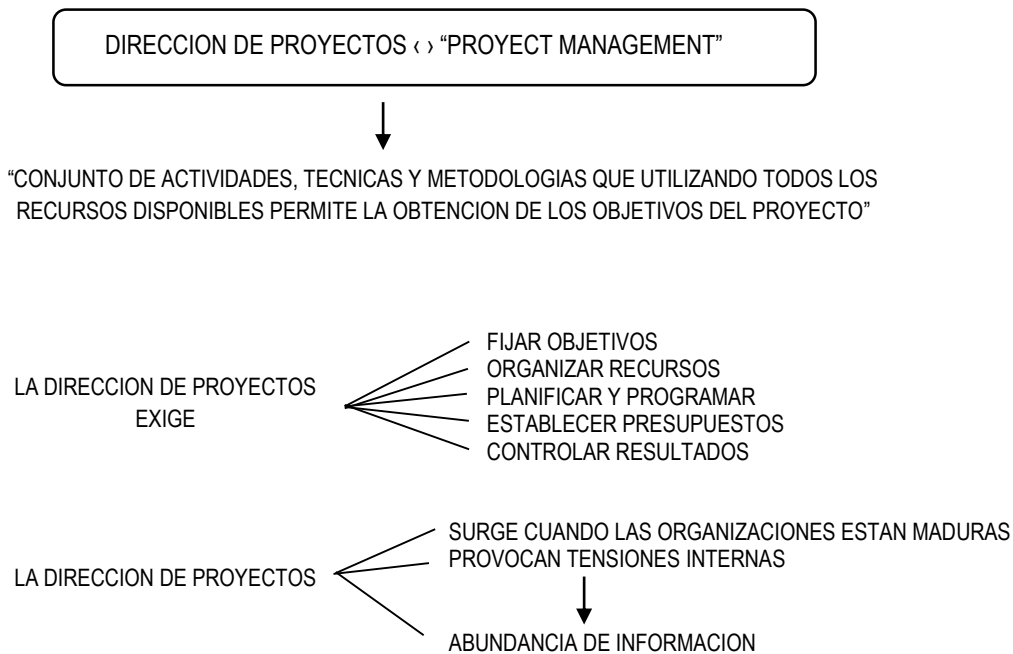 DIRECCION DE PROYECTOS ‹ › “PROYECT MANAGEMENT”
“CONJUNTO DE ACTIVIDADES, TECNICAS Y METODOLOGIAS QUE UTILIZANDO TODOS LOS
RECURSOS DISPONIBLES PERMITE LA OBTENCION DE LOS OBJETIVOS DEL PROYECTO”
LA DIRECCION DE PROYECTOS
EXIGE
FIJAR OBJETIVOS
ORGANIZAR RECURSOS
PLANIFICAR Y PROGRAMAR
ESTABLECER PRESUPUESTOS
CONTROLAR RESULTADOS
LA DIRECCION DE PROYECTOS
SURGE CUANDO LAS ORGANIZACIONES ESTAN MADURAS
PROVOCAN TENSIONES INTERNAS
ABUNDANCIA DE INFORMACION